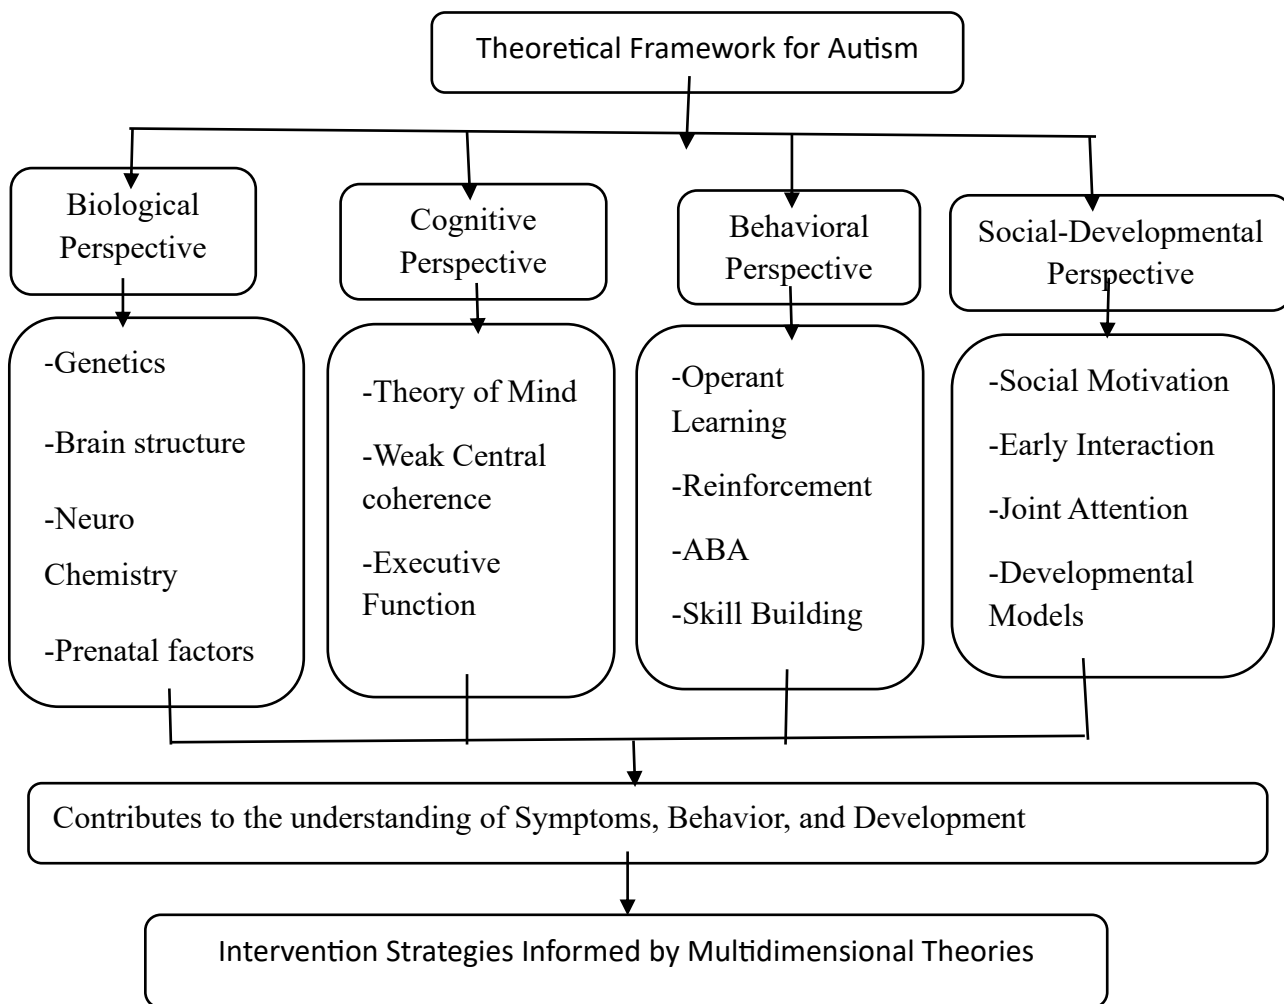 Theoretical Framework for Autism
Biological
Perspective
Cognitive
Perspective
Behavioral
Perspective
Social-Developmental
Perspective
-Genetics
-Brain structure
-Neuro
Chemistry
-Prenatal factors
-Theory of Mind
-Weak Central
coherence
-Executive
Function
-Operant
Learning
-Reinforcement
-ABA
-Skill Building
-Social Motivation
-Early Interaction
-Joint Attention
-Developmental
Models
Contributes to the understanding of Symptoms, Behavior, and Development
Intervention Strategies Informed by Multidimensional Theories